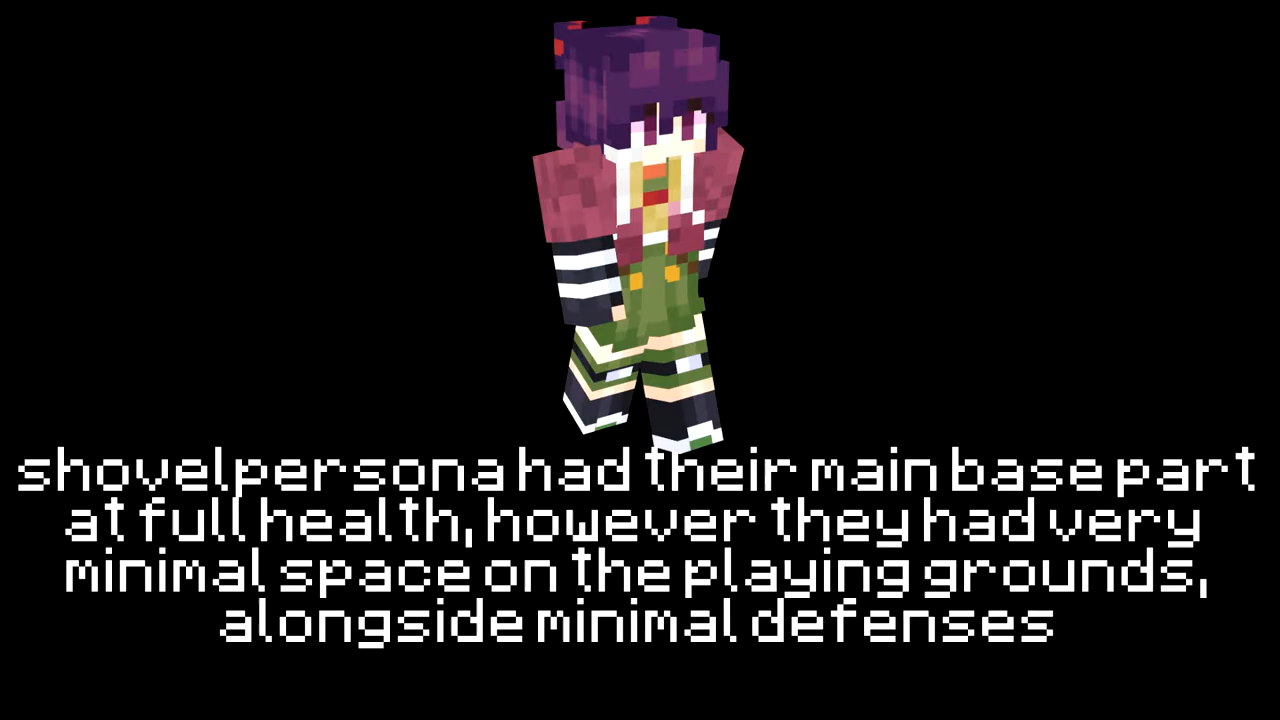 shovelpersona had their main base part
at full health, however they had very
minimal space on the playing grounds,
alongside minimal defenses